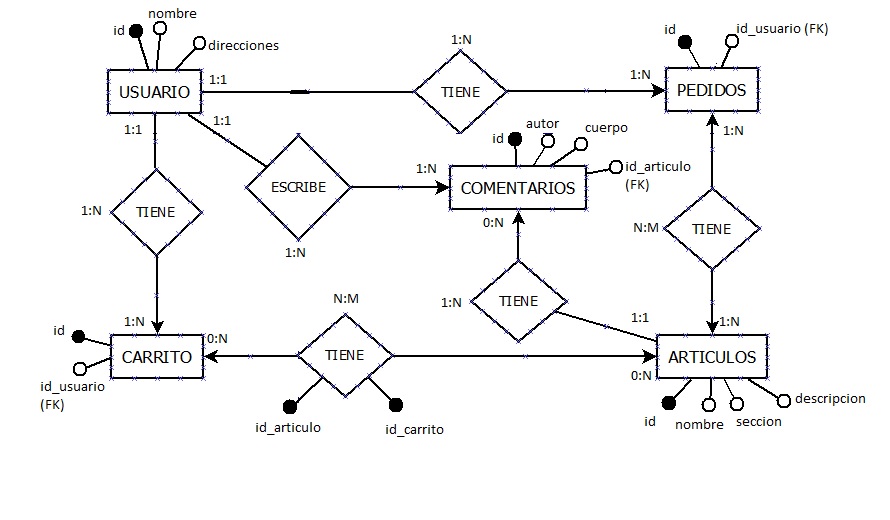 nombre
id
direcciones
USUARIO
1:1
1:1
1:1
1:N
TIENE
1:N
id
id_usuario (FK)
PEDIDOS
1:N
ESCRIBE
1:N
1:N
id
autor
cuerpo
id_articulo
(FK)
COMENTARIOS
0:N
1:N
TIENE
1:N
N:M
TIENE
1:N
1:N
TIENE
1:1
id
id_usuario
(FK)
CARRITO
0:N
N:M
TIENE
id_articulo
id_carrito
ARTICULOS
0:N
id
nombre
seccion
descripcion